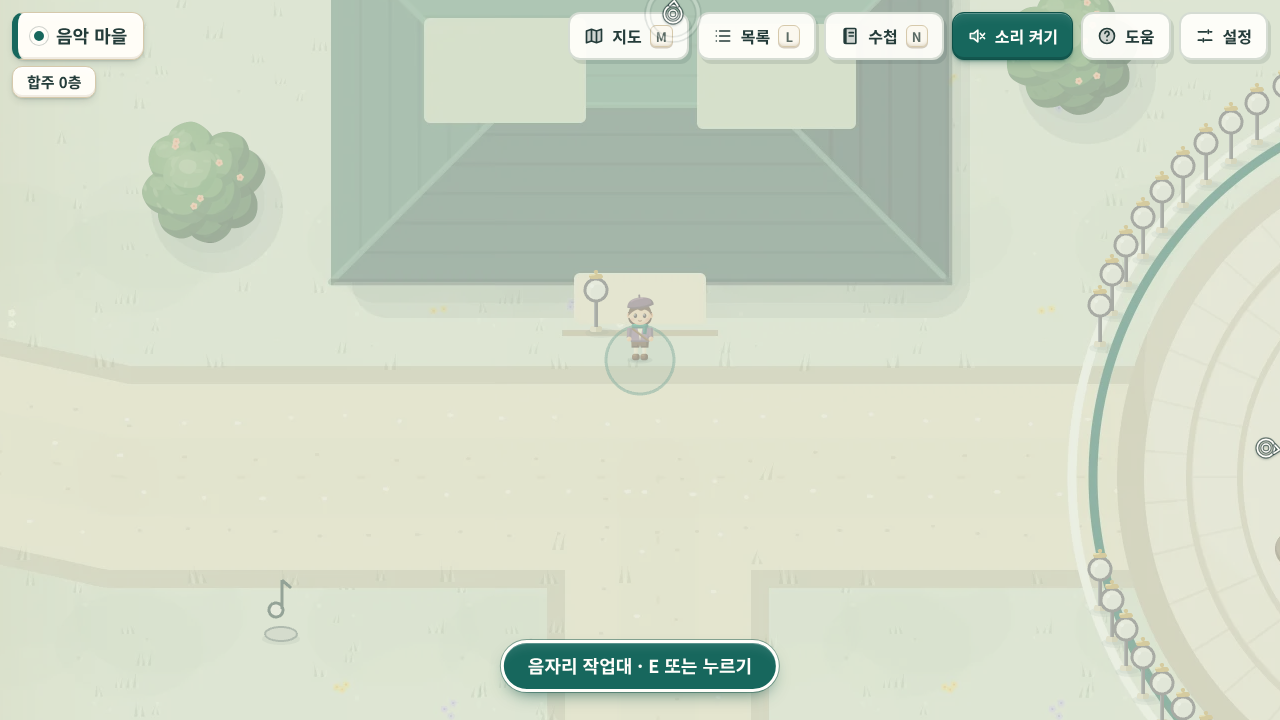 음악 마을
합주 0층
지도 M
목록 L
수첩 N
소리 켜기
도움
설정
음자리 작업대 · E 또는 누르기